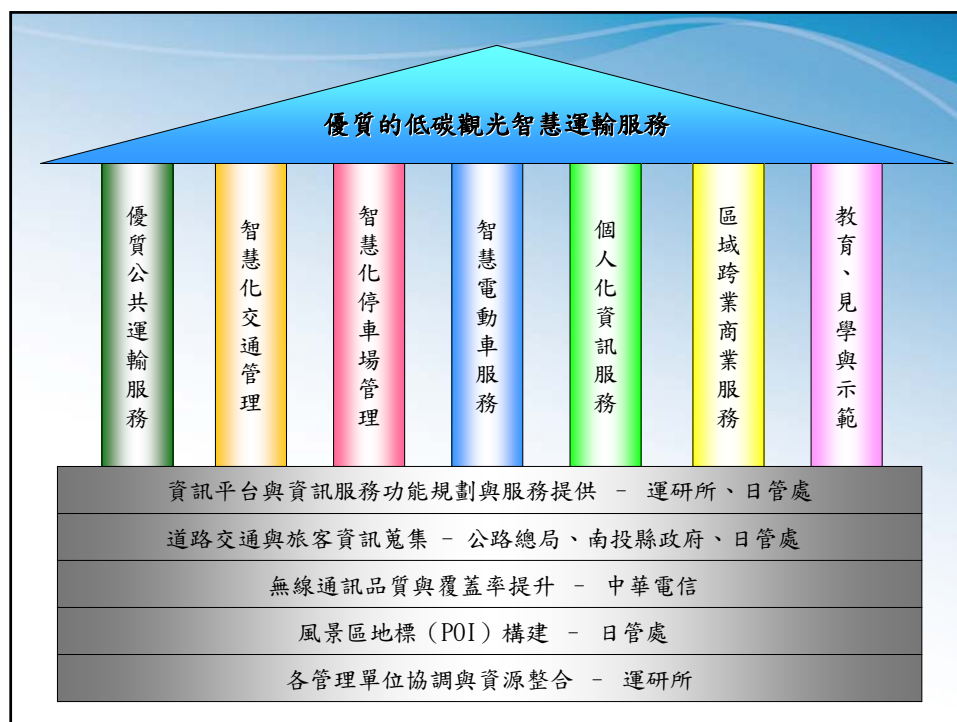 優質的低碳觀光智慧運輸服務
優質公共運輸服務
智慧化交通管理
智慧化停車場管理
智慧電動車服務
個人化資訊服務
區域跨業商業服務
教育、見學與示範
資訊平台與資訊服務功能規劃與服務提供 – 運研所、日管處
道路交通與旅客資訊蒐集 – 公路總局、南投縣政府、日管處
無線通訊品質與覆蓋率提升 – 中華電信
風景區地標（POI）構建 – 日管處
各管理單位協調與資源整合 – 運研所